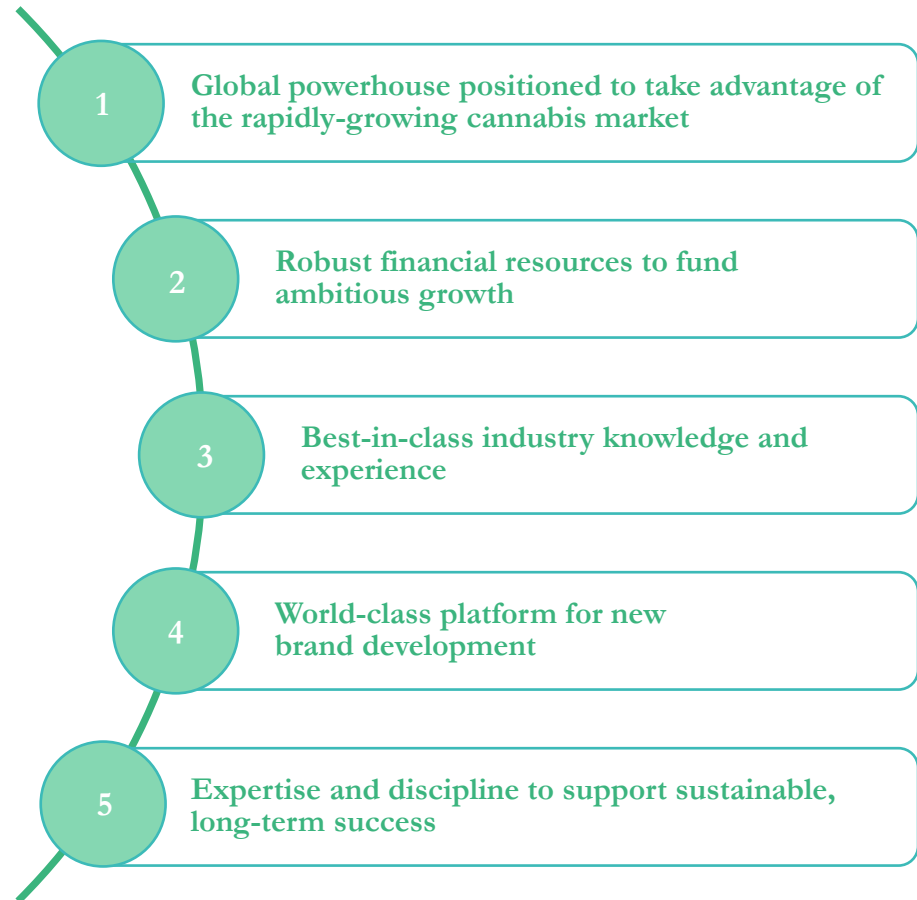 1
Global powerhouse positioned to take advantage of
the rapidly-growing cannabis market
2
Robust financial resources to fund
ambitious growth
3
Best-in-class industry knowledge and
experience
4
World-class platform for new
brand development
5
Expertise and discipline to support sustainable,
long-term success